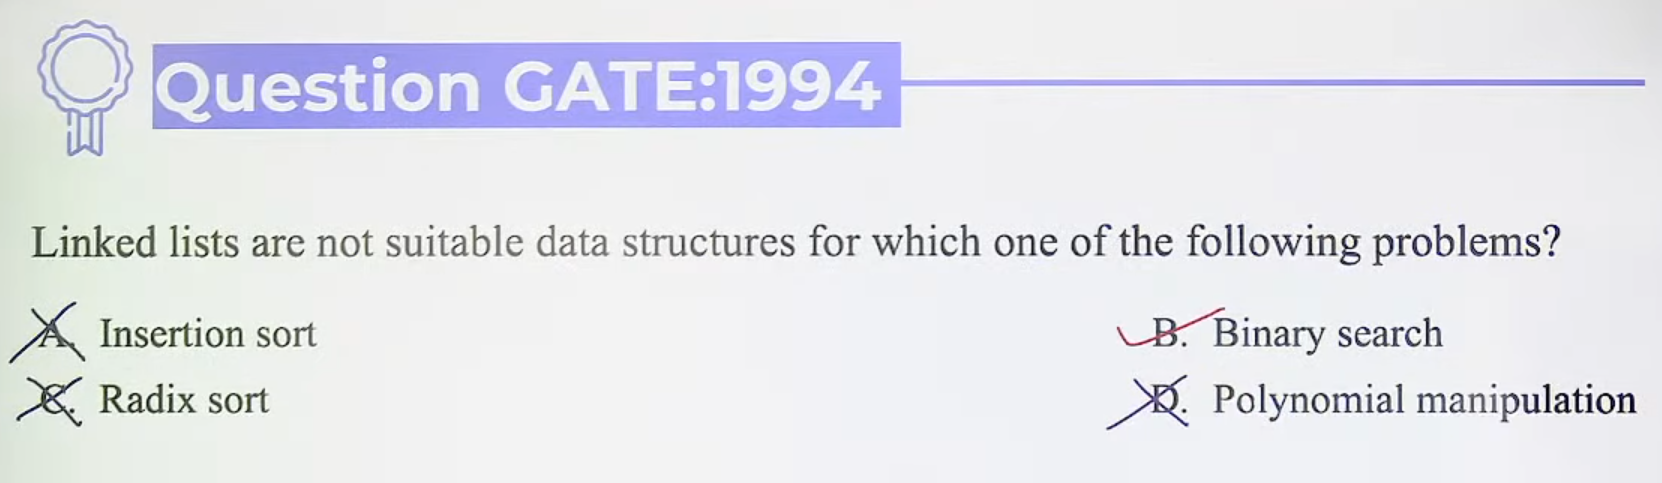 Question GATE:1994
Linked lists are not suitable data structures for which one of the following problems?
A. Insertion sort
B. Binary search
C. Radix sort
D. Polynomial manipulation